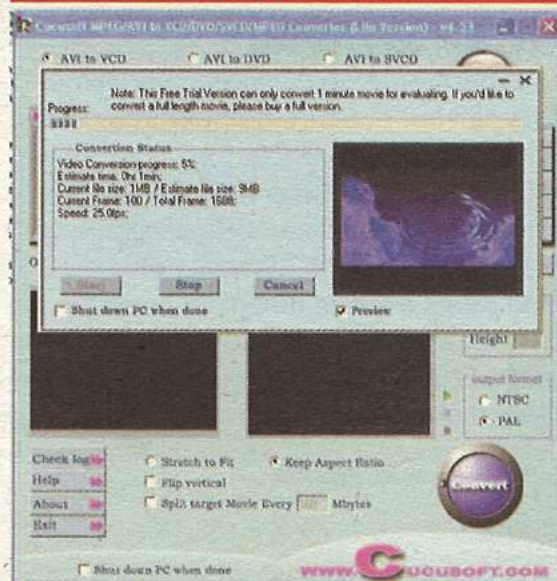 Cucusoft MPEG/AVI to VCD/DVD/SVCD/MPEG Converter (Lite Version) - v4.53
AVI to VCD
AVI to DVD
AVI to SVCD
Note: This Free Trial Version can only convert 1 minute movie for evaluating. If you'd like to
convert a full length movie, please buy a full version.
Progress:
Convertion Status
Video Conversion progress: 5%;
Estimate time: 0hr 1min;
Current file size: 1MB / Estimate file size: 9MB
Current Frame: 100 / Total Frame: 1688;
Speed: 25.0fps;
Start
Stop
Cancel
Shut down PC when done
Preview
Height
output format
NTSC
PAL
Check log
Help
About
Exit
Stretch to Fit
Keep Aspect Ratio
Flip vertical
Split target Movie Every
Mbytes
Convert
Shut down PC when done
WWW.CUCUSOFT.COM